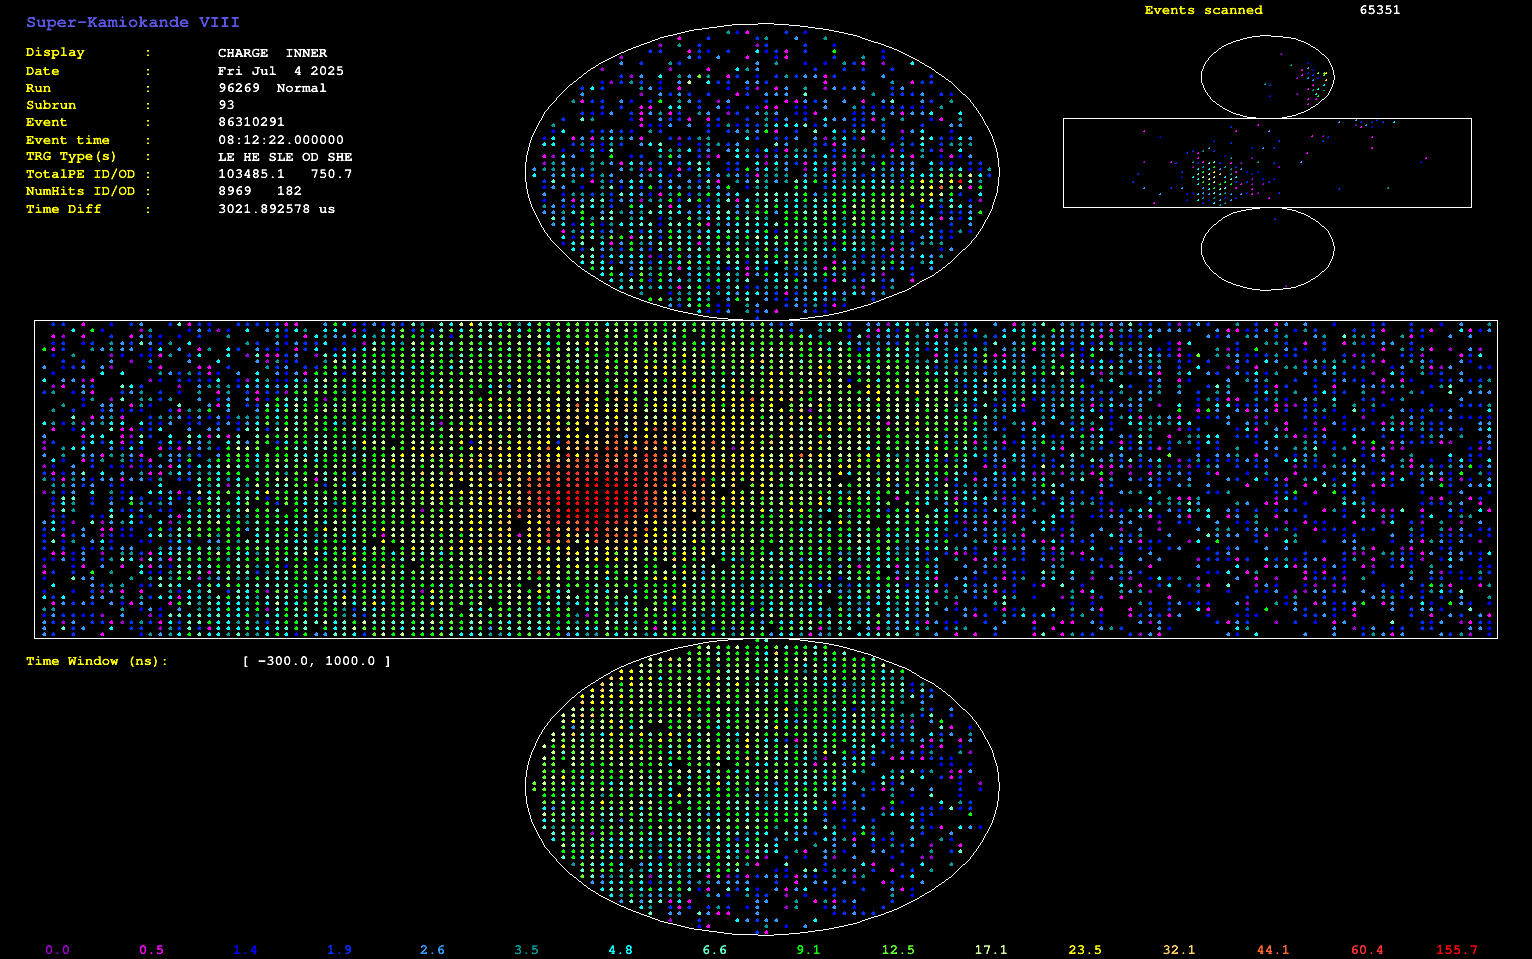 Super-Kamiokande VIII
Events scanned 65351
Display : CHARGE INNER
Date : Fri Jul 4 2025
Run : 96269 Normal
Subrun : 93
Event : 86310291
Event time : 08:12:22.000000
TRG Type(s) : LE HE SLE OD SHE
TotalPE ID/OD : 103485.1 750.7
NumHits ID/OD : 8969 182
Time Diff : 3021.892578 us
Time Window (ns): [ -300.0, 1000.0 ]
0.0 0.5 1.4 1.9 2.6 3.5 4.8 6.6 9.1 12.5 17.1 23.5 32.1 44.1 60.4 155.7